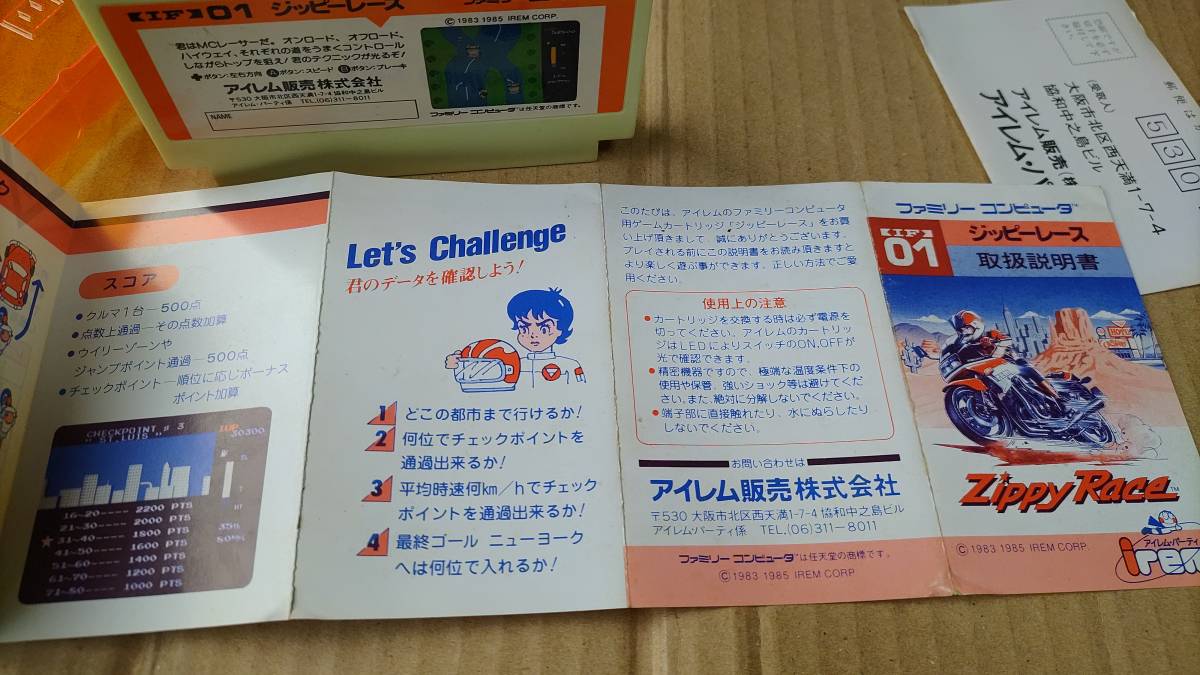 IF 01 ジッピーレース
©1983 1985 IREM CORP.
君はMCレーサーだ。オンロード、オフロード、
ハイウェイ、それぞれの道をうまくコントロール
しながらトップを狙え!君のテクニックが光るぞ!
✚ボタン:左右方向 Ⓐボタン:スピード Ⓑボタン:ブレーキ
アイレム販売株式会社
〒530 大阪市北区西天満1-7-4 協和中之島ビル
アイレム・パーティ係 TEL.(06)311-8011
NAME
ファミリーコンピュータは任天堂の商標です。
530
大阪市北区西天満1-7-4
協和中之島ビル
アイレム販売(株
アイレム・パ
(受取人)
郵便は
スコア
●クルマ1台—500点
●点数上通過—その点数加算
●ウイリーゾーンや
ジャンプポイント通過—500点
●チェックポイント—順位に応じボーナス
ポイント加算
CHECKPOINT # 3
"ST.LUIS"
1UP
30300
16~20-- 2200 PTS
21~30-- 2000 PTS
31~40-- 1800 PTS
41~50-- 1600 PTS
51~60-- 1400 PTS
61~70-- 1200 PTS
71~80-- 1000 PTS
Let's Challenge
君のデータを確認しよう!
1 どこの都市まで行けるか!
2 何位でチェックポイントを
通過出来るか!
3 平均時速何km/hでチェック
ポイントを通過出来るか!
4 最終ゴール ニューヨーク
へは何位で入れるか!
このたびは、アイレムのファミリーコンピュータ
用ゲームカートリッジ「ジッピーレース」をお買
い上げ頂きまして、誠にありがとうございます。
プレイされる前にこの説明書をお読み頂きますと
より楽しく遊ぶ事ができます。正しい方法でご愛
用ください。
使用上の注意
●カートリッジを交換する時は必ず電源を
切ってください。アイレムのカートリッ
ジはLEDによりスイッチのON,OFFが
光で確認できます。
●精密機器ですので、極端な温度条件下の
使用や保管、強いショック等は避けてくだ
さい。また、絶対に分解しないでください。
●端子部に直接触れたり、水にぬらしたり
しないでください。
お問い合わせは
アイレム販売株式会社
〒530 大阪市北区西天満1-7-4 協和中之島ビル
アイレム・パーティ係 TEL.(06)311-8011
ファミリーコンピュータは任天堂の商標です。
©1983 1985 IREM CORP
ファミリーコンピュータ
IF 01
ジッピーレース
取扱説明書
HOTEL
Zippy Race™
アイレム・パーティ
©1983 1985 IREM CORP.
irem